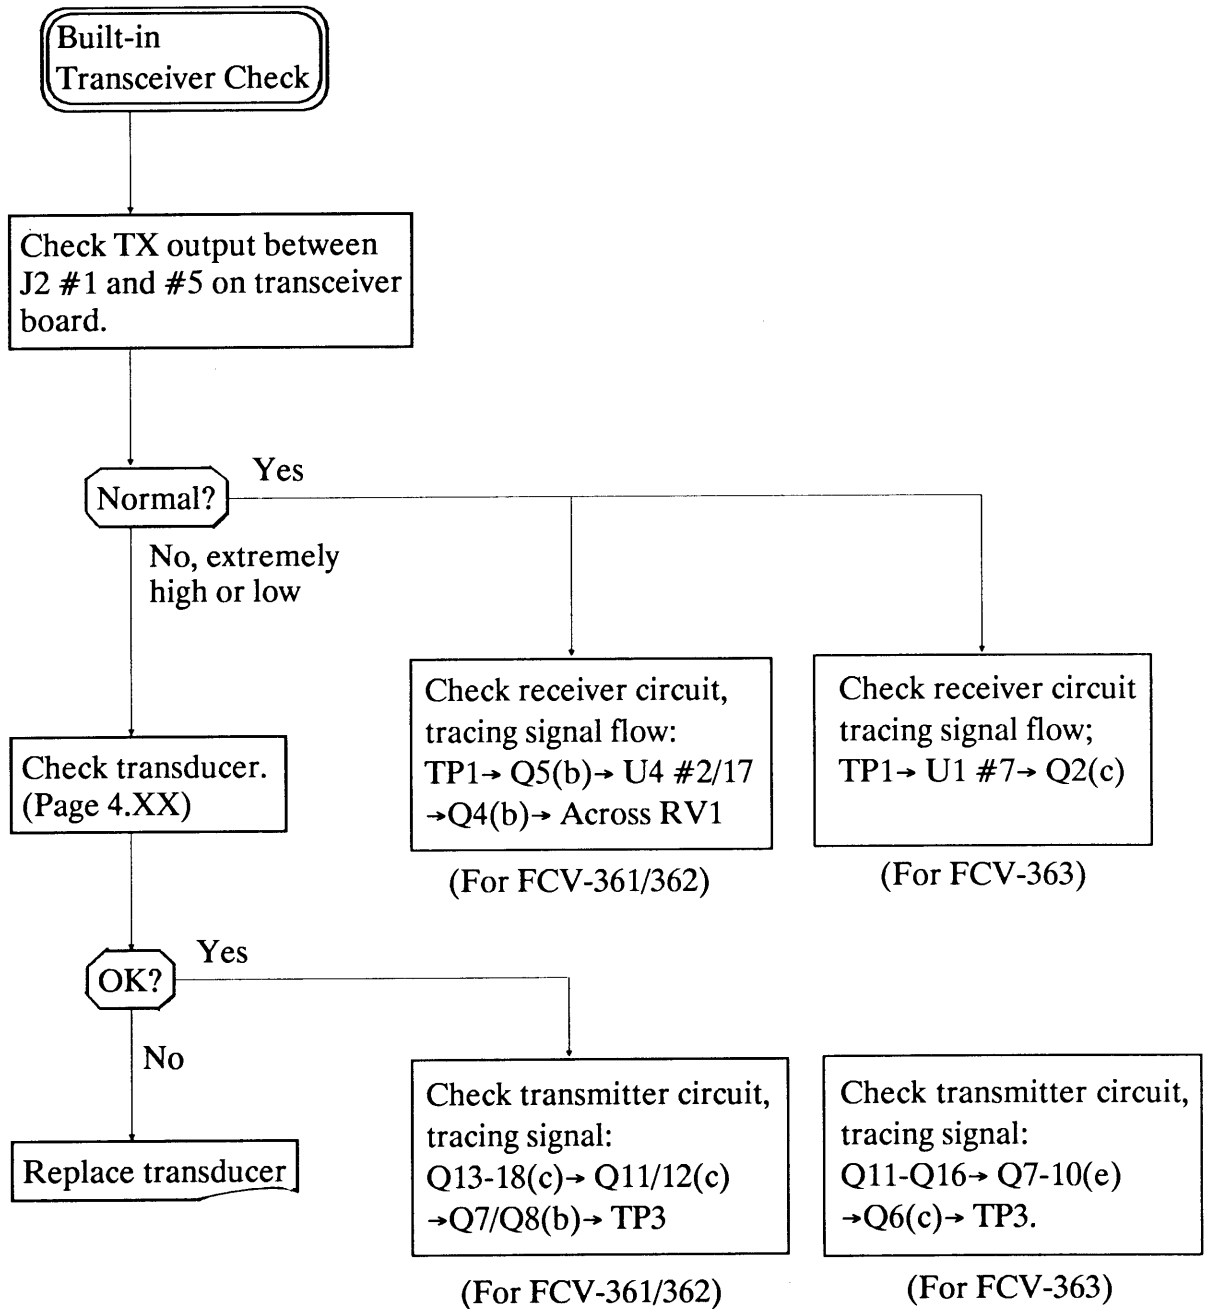 Built-in
Transceiver Check
Check TX output between
J2 #1 and #5 on transceiver
board.
Normal?
Yes
No, extremely
high or low
Check receiver circuit,
tracing signal flow:
TP1→ Q5(b)→ U4 #2/17
→Q4(b)→ Across RV1
(For FCV-361/362)
Check receiver circuit
tracing signal flow;
TP1→ U1 #7→ Q2(c)
(For FCV-363)
Check transducer.
(Page 4.XX)
OK?
Yes
No
Replace transducer
Check transmitter circuit,
tracing signal:
Q13-18(c)→ Q11/12(c)
→Q7/Q8(b)→ TP3
(For FCV-361/362)
Check transmitter circuit,
tracing signal:
Q11-Q16→ Q7-10(e)
→Q6(c)→ TP3.
(For FCV-363)